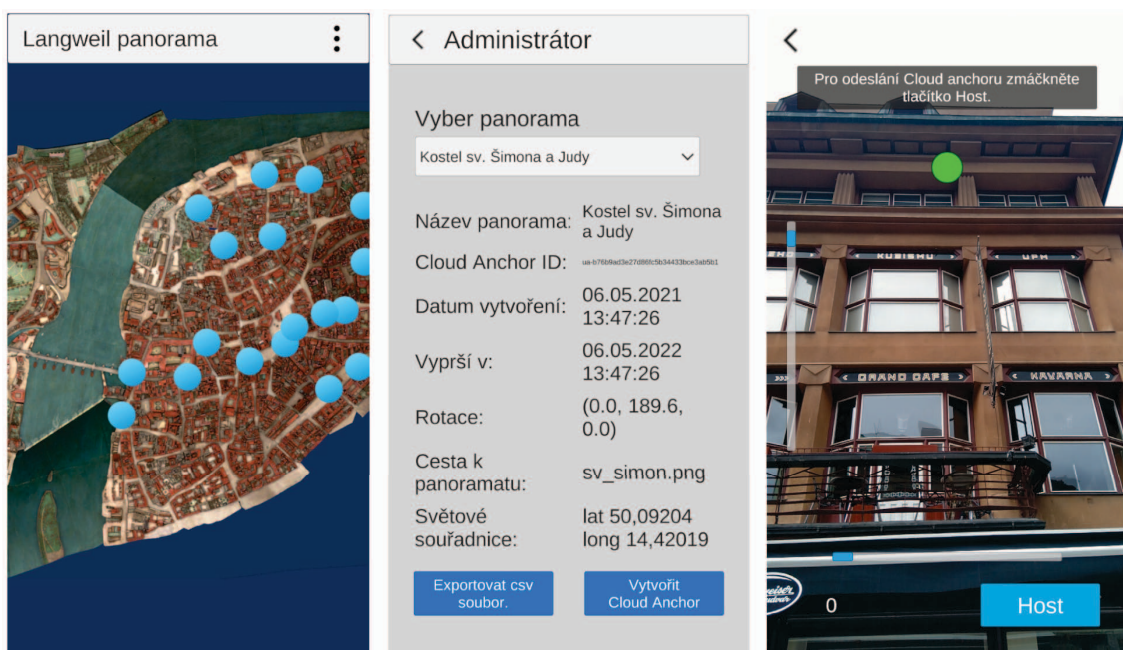 Langweil panorama
Administrátor
Vyber panorama
Kostel sv. Šimona a Judy
Název panorama:
Kostel sv. Šimona
a Judy
Cloud Anchor ID:
ua-b76b9ad3e27d86fc5b34433bce3ab5b1
Datum vytvoření:
06.05.2021
13:47:26
Vyprší v:
06.05.2022
13:47:26
Rotace:
(0.0, 189.6,
0.0)
Cesta k
panoramatu:
sv_simon.png
Světové
souřadnice:
lat 50,09204
long 14,42019
Exportovat csv
soubor.
Vytvořit
Cloud Anchor
Pro odeslání Cloud anchoru zmáčkněte
tlačítko Host.
KUBISMU
UPM
GRAND CAFE
KAVARNA
0
Host